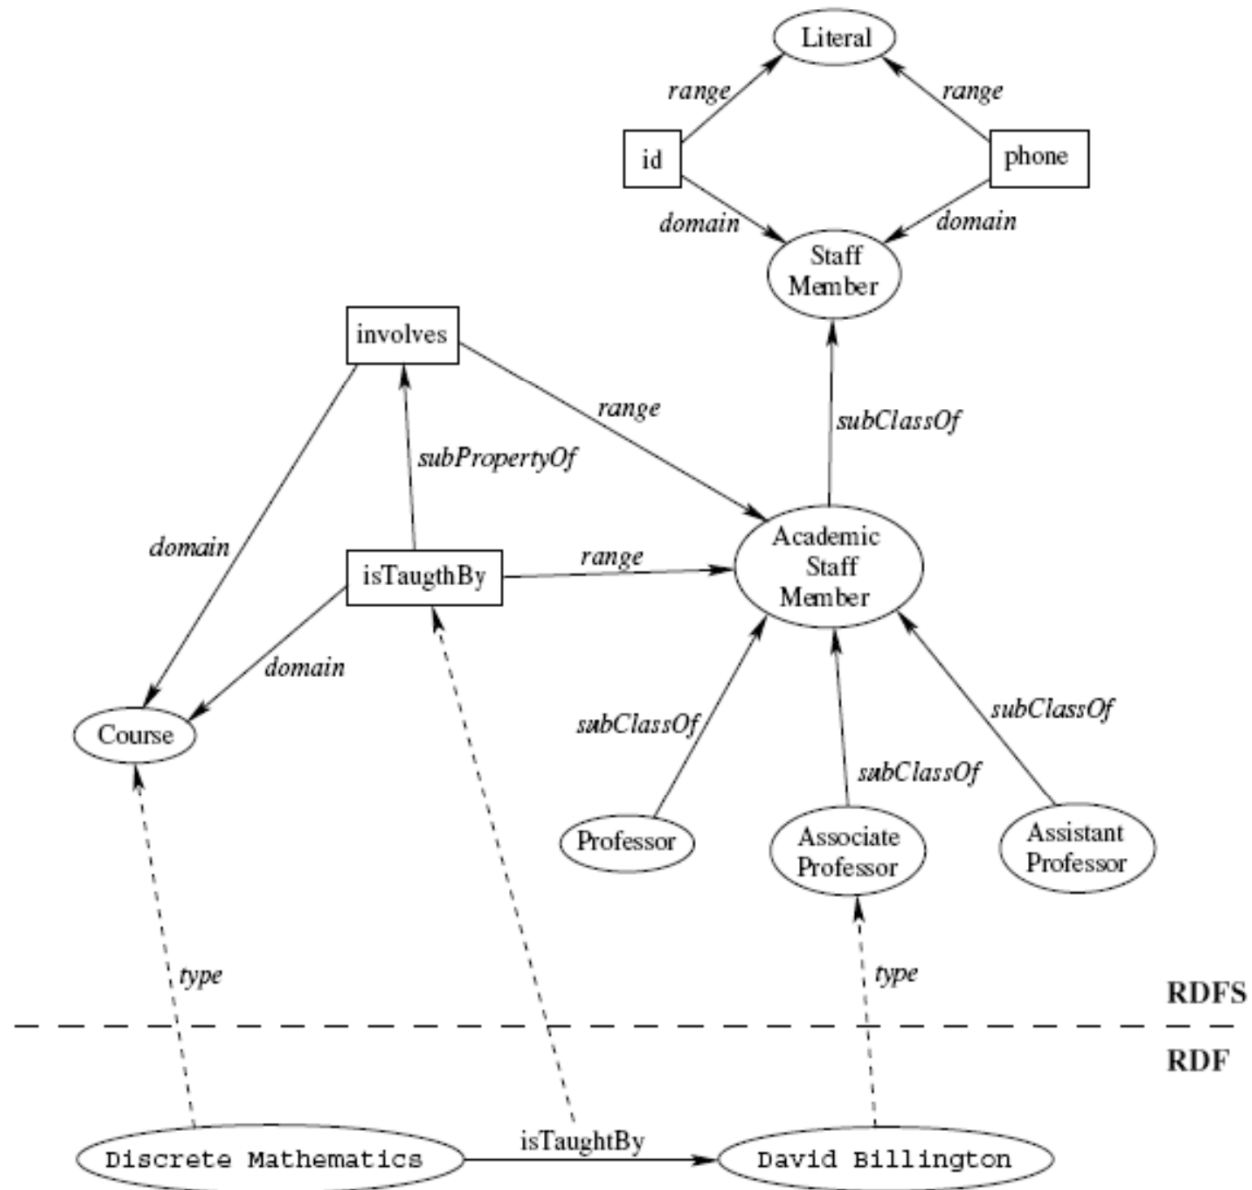 Literal
range
range
id
phone
domain
domain
Staff
Member
involves
range
subClassOf
subPropertyOf
domain
Academic
Staff
Member
isTaugthBy
range
domain
Course
subClassOf
subClassOf
subClassOf
Professor
Associate
Professor
Assistant
Professor
type
type
RDFS
RDF
isTaughtBy
Discrete Mathematics
David Billington